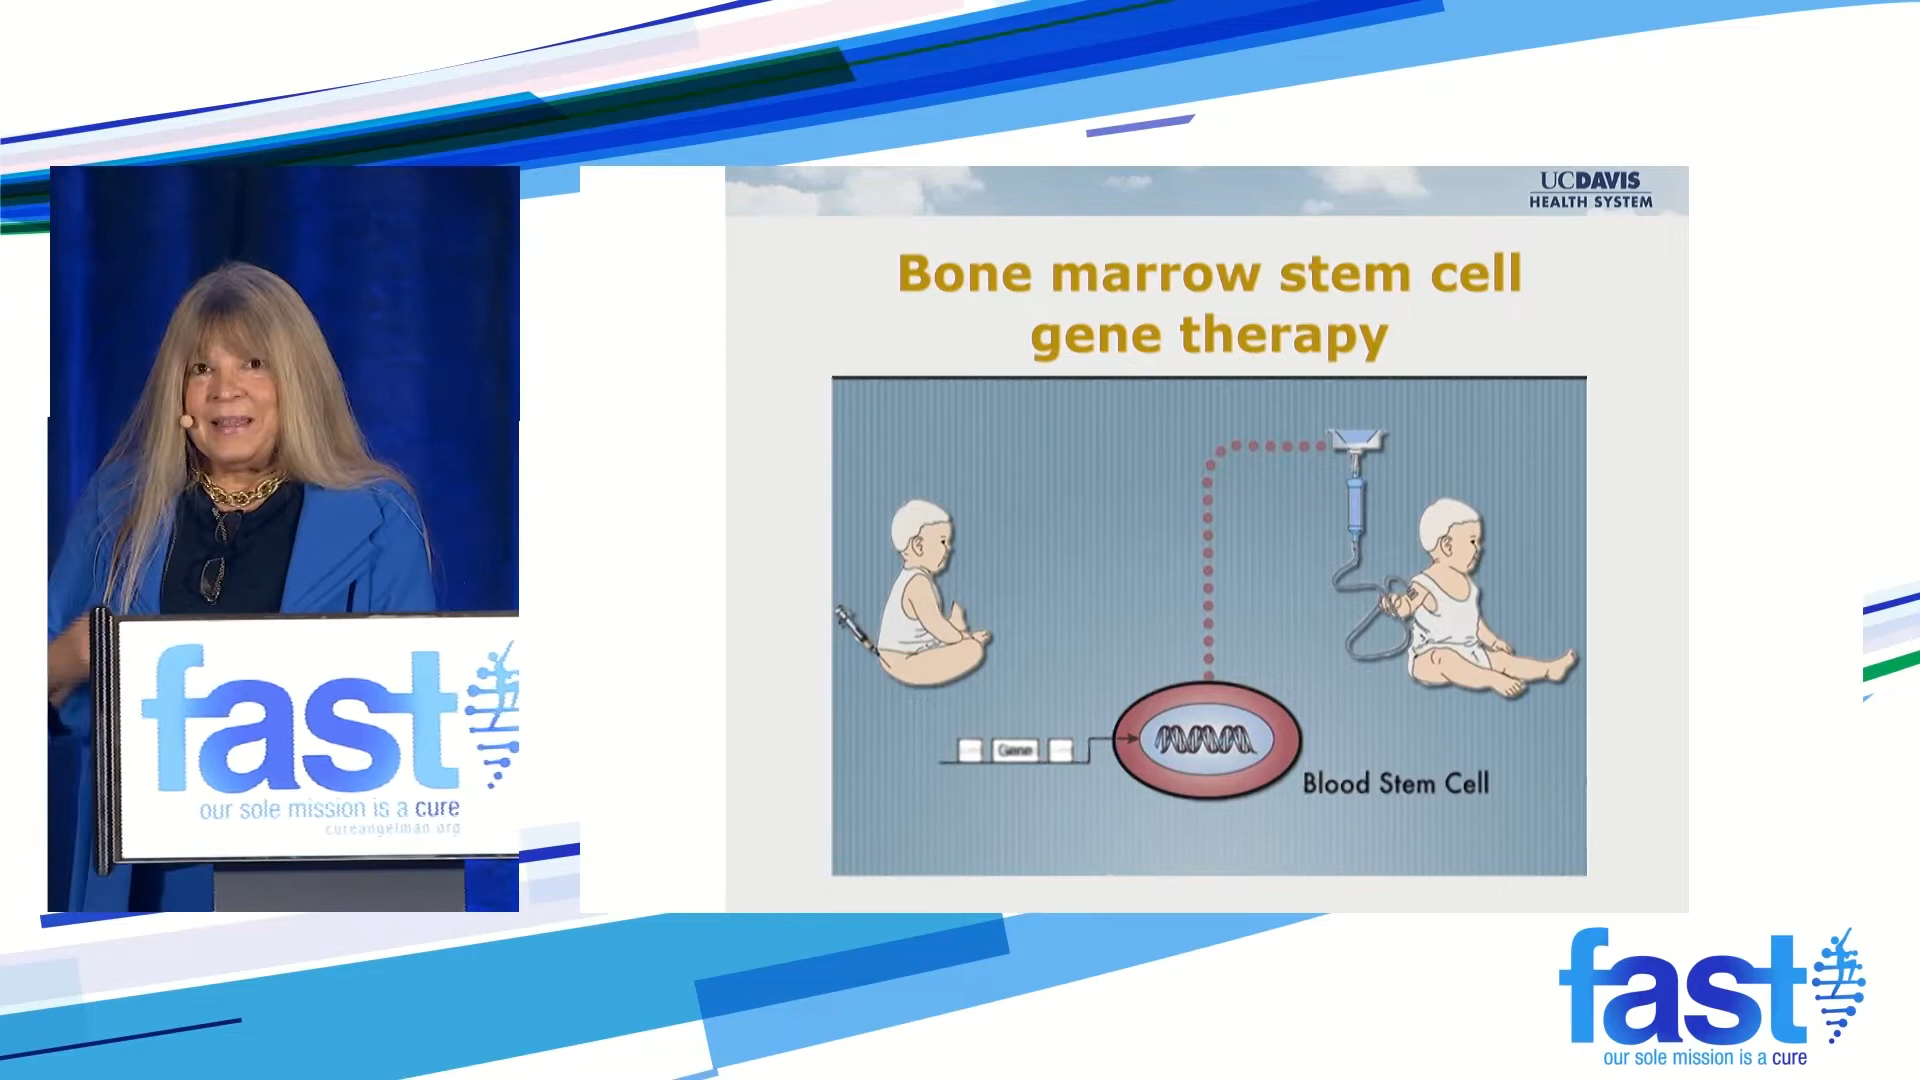 UCDAVIS
HEALTH SYSTEM
Bone marrow stem cell
gene therapy
Gene
Blood Stem Cell
fast
our sole mission is a cure
cureangelman.org
fast
our sole mission is a cure